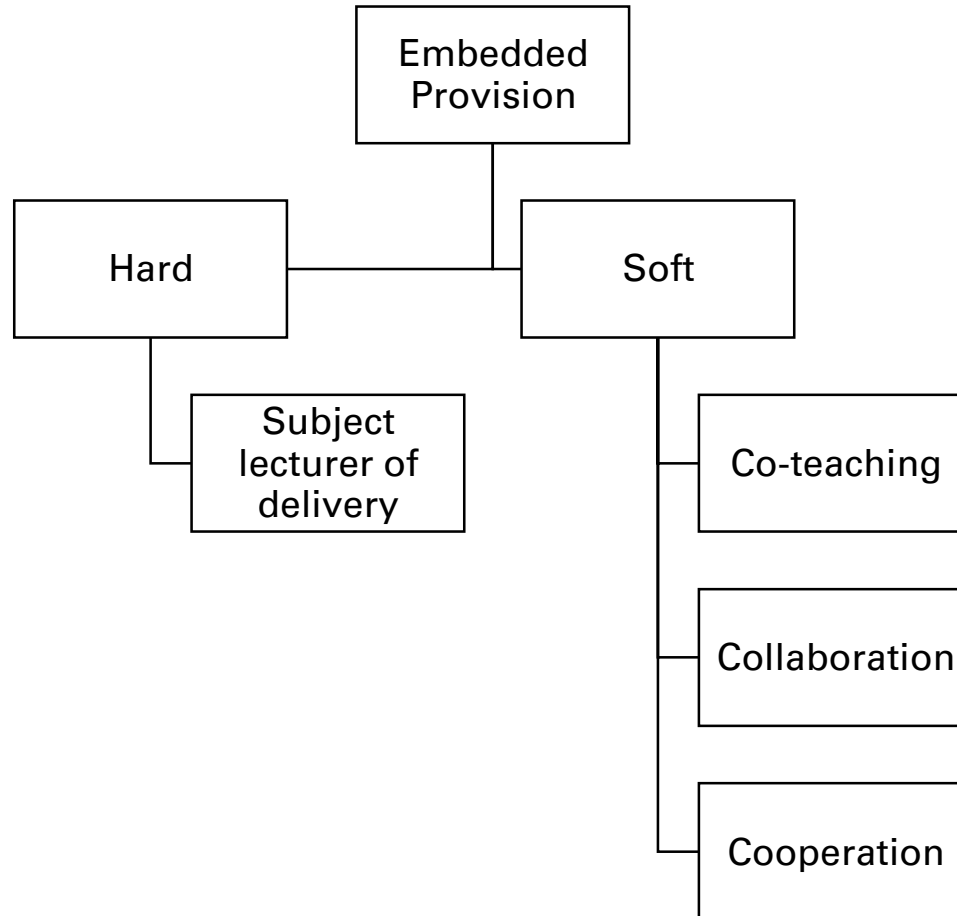 Embedded
Provision
Hard
Soft
Subject
lecturer of
delivery
Co-teaching
Collaboration
Cooperation